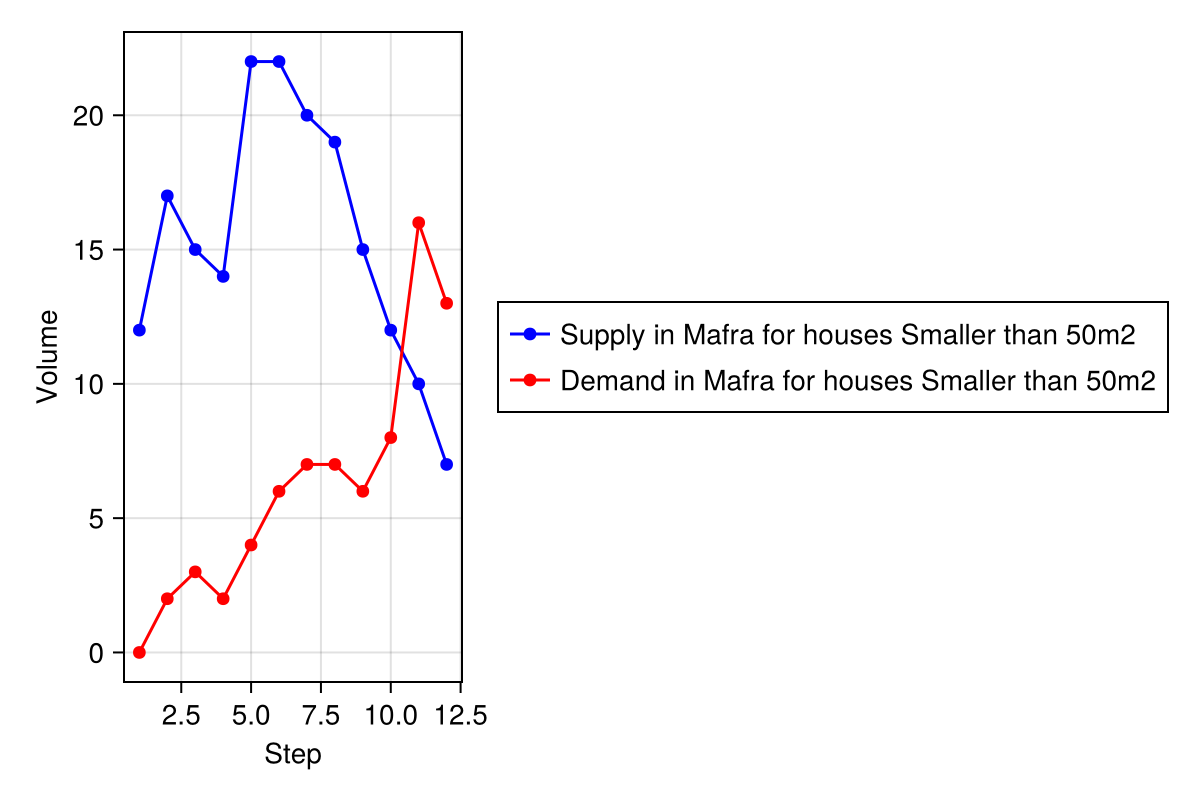 20
15
10
5
0
Volume
2.5 5.0 7.5 10.0 12.5
Step
Supply in Mafra for houses Smaller than 50m2
Demand in Mafra for houses Smaller than 50m2